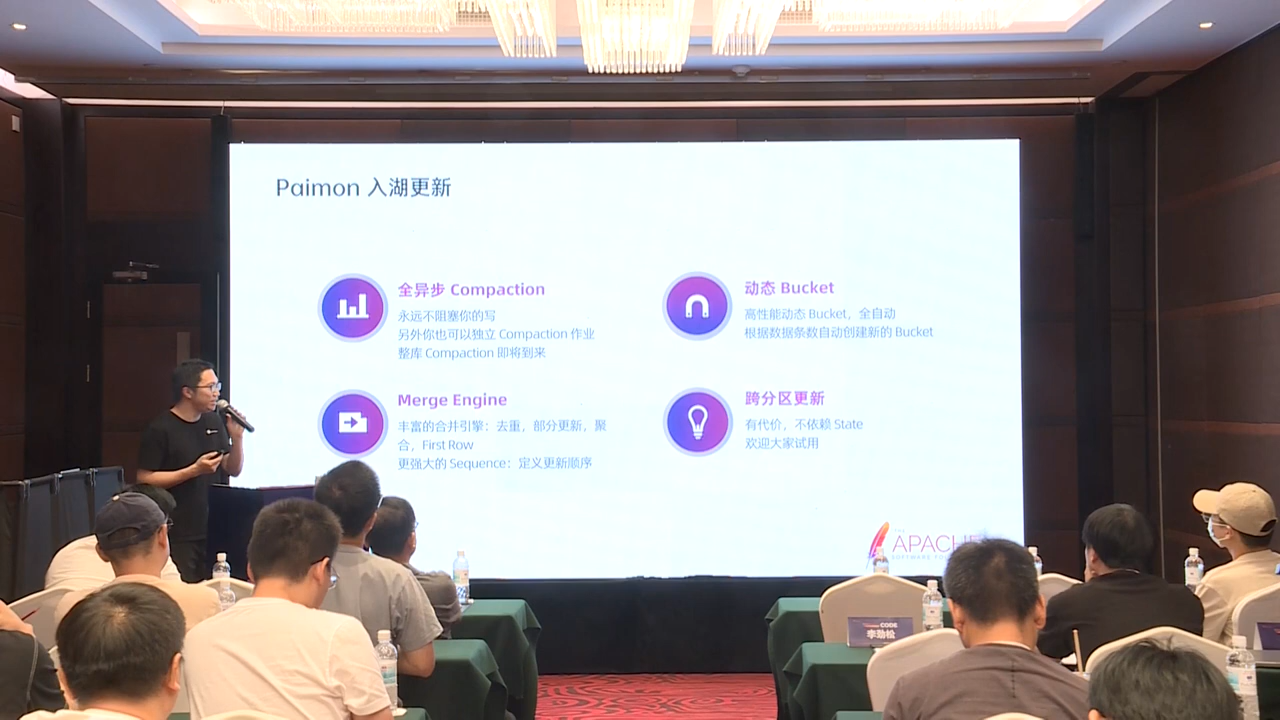 Paimon 入湖更新
全异步 Compaction
永远不阻塞你的写
另外你也可以独立 Compaction 作业
整库 Compaction 即将到来
动态 Bucket
高性能动态 Bucket，全自动
根据数据条数自动创建新的 Bucket
Merge Engine
丰富的合并引擎：去重，部分更新，聚
合，First Row
更强大的 Sequence：定义更新顺序
跨分区更新
有代价，不依赖 State
欢迎大家试用
THE
APACHE
SOFTWARE
CODE
李劲松